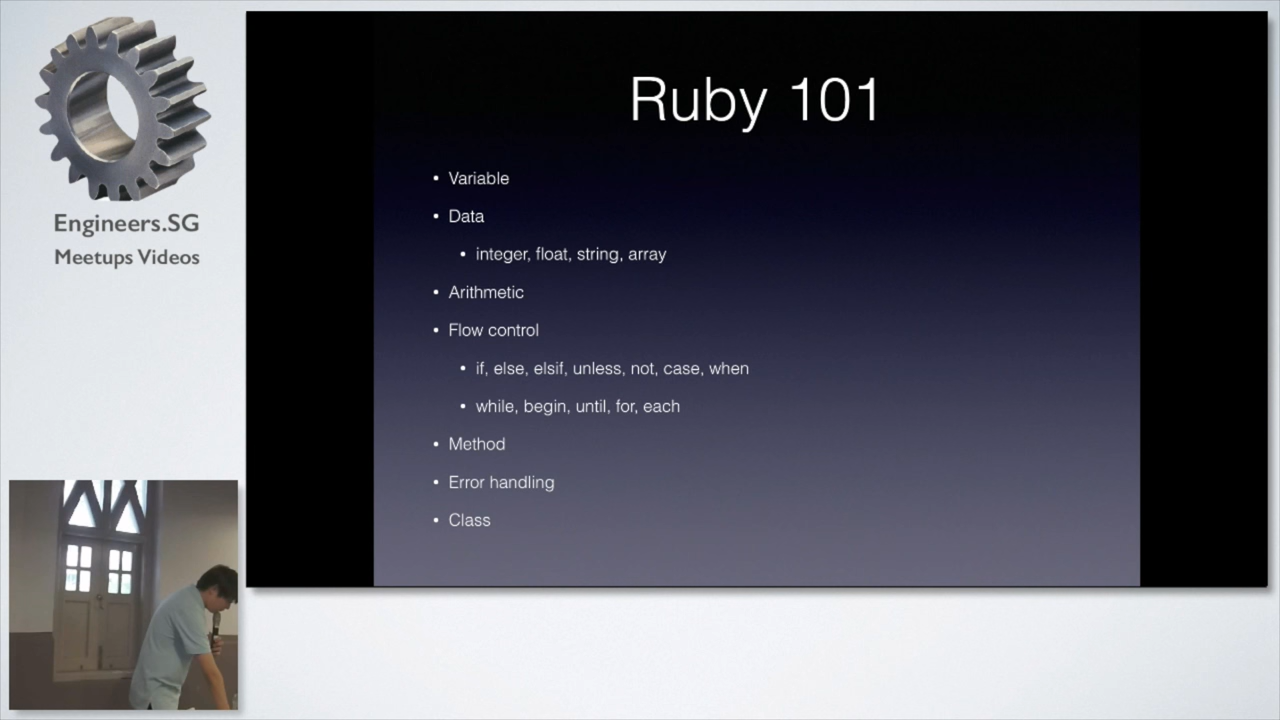 Engineers.SG
Meetups Videos
Ruby 101
• Variable
• Data
• integer, float, string, array
• Arithmetic
• Flow control
• if, else, elsif, unless, not, case, when
• while, begin, until, for, each
• Method
• Error handling
• Class